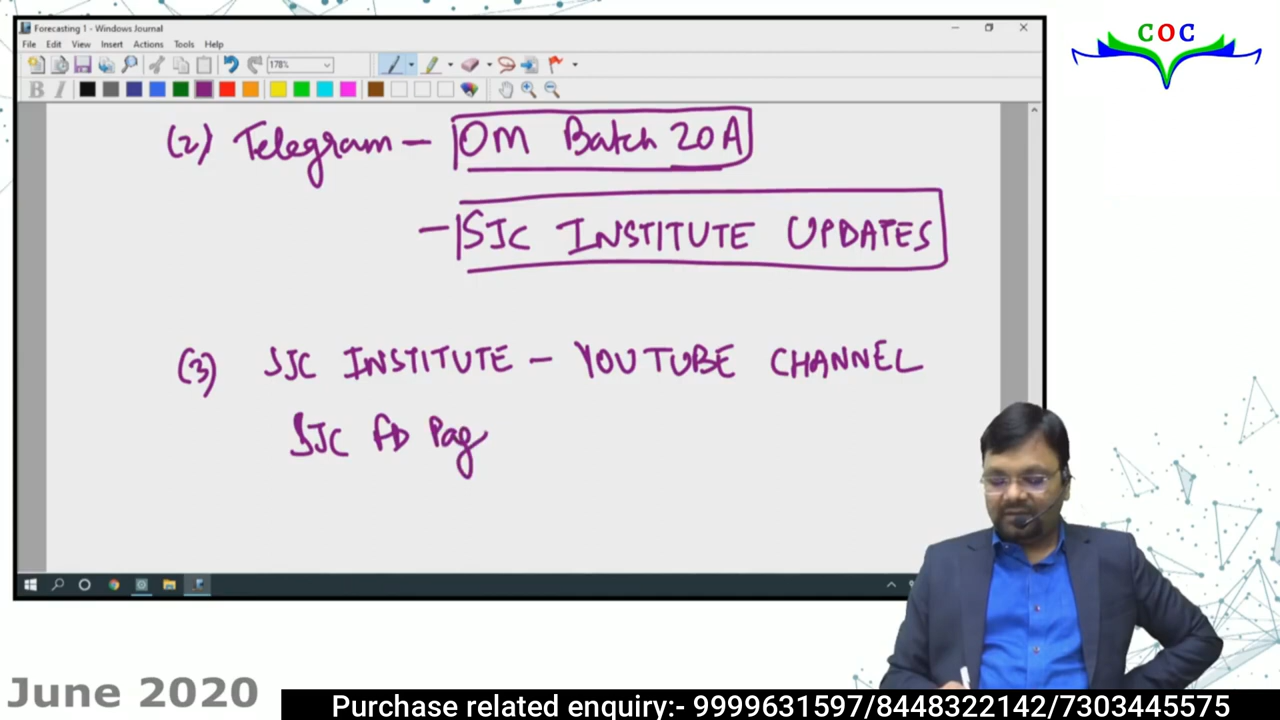 Forecasting 1 - Windows Journal
File Edit View Insert Actions Tools Help
178%
B I
COC
(2) Telegram - OM Batch 20A
- SJC INSTITUTE UPDATES
(3) SJC INSTITUTE - YOUTUBE CHANNEL
SJC FB Pag
June 2020
Purchase related enquiry:- 9999631597/8448322142/7303445575